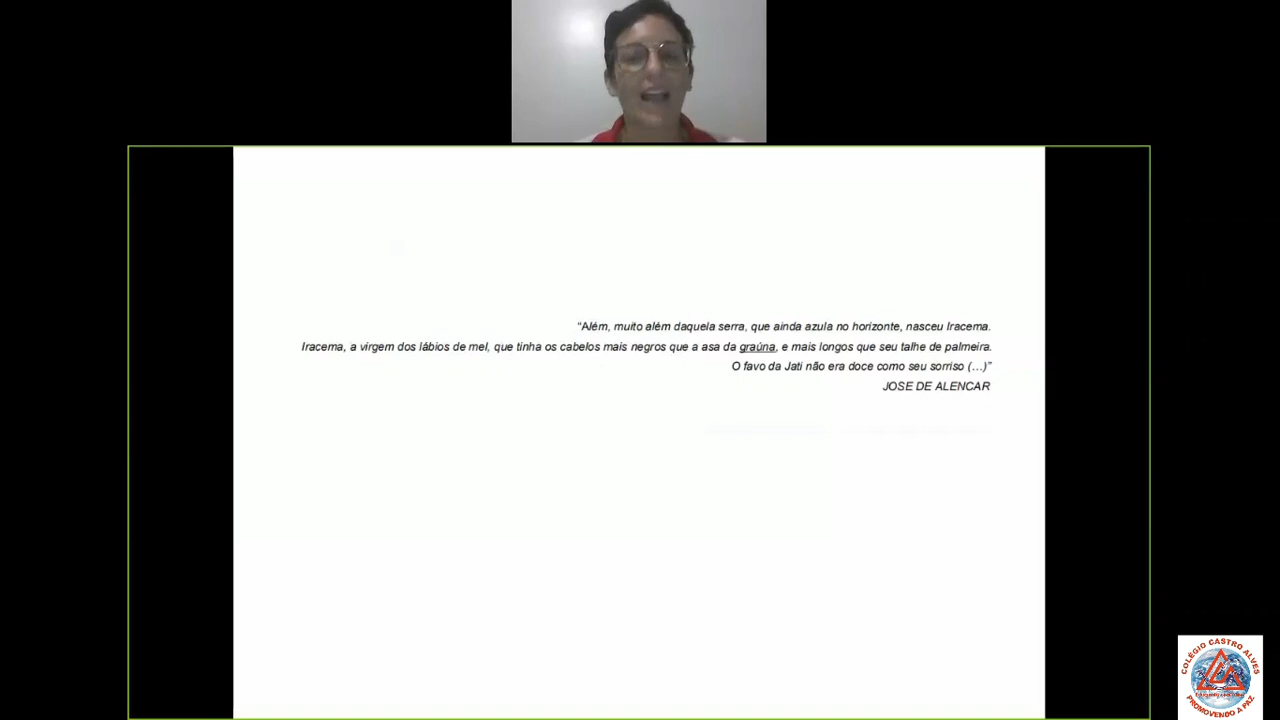 “Além, muito além daquela serra, que ainda azula no horizonte, nasceu Iracema.
Iracema, a virgem dos lábios de mel, que tinha os cabelos mais negros que a asa da graúna, e mais longos que seu talhe de palmeira.
O favo da Jati não era doce como seu sorriso (...)”
JOSE DE ALENCAR
COLÉGIO CASTRO ALVES
PROMOVENDO A PAZ